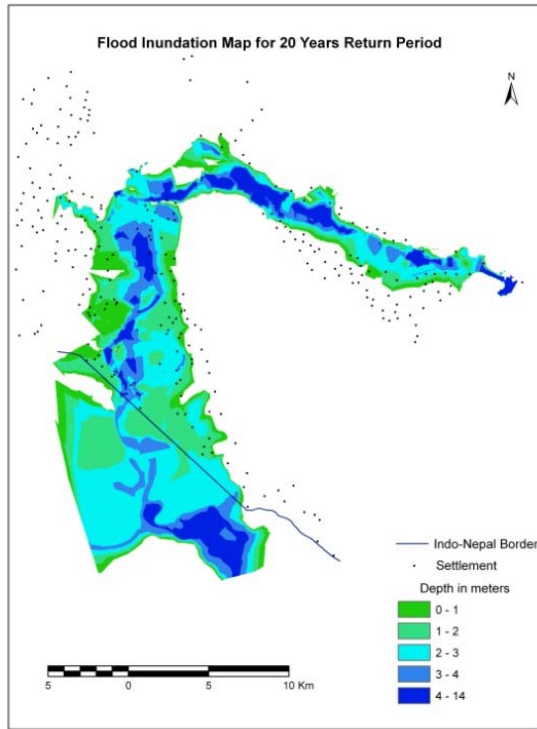 Flood Inundation Map for 20 Years Return Period
N
Indo-Nepal Border
Settlement
Depth in meters
0 - 1
1 - 2
2 - 3
3 - 4
4 - 14
5 0 5 10 Km